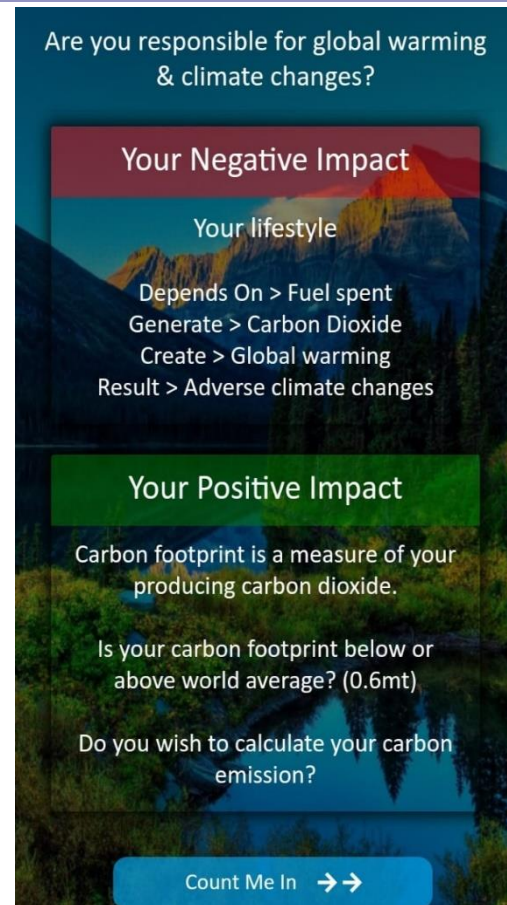 Are you responsible for global warming
& climate changes?
Your Negative Impact
Your lifestyle
Depends On > Fuel spent
Generate > Carbon Dioxide
Create > Global warming
Result > Adverse climate changes
Your Positive Impact
Carbon footprint is a measure of your
producing carbon dioxide.
Is your carbon footprint below or
above world average? (0.6mt)
Do you wish to calculate your carbon
emission?
Count Me In →→